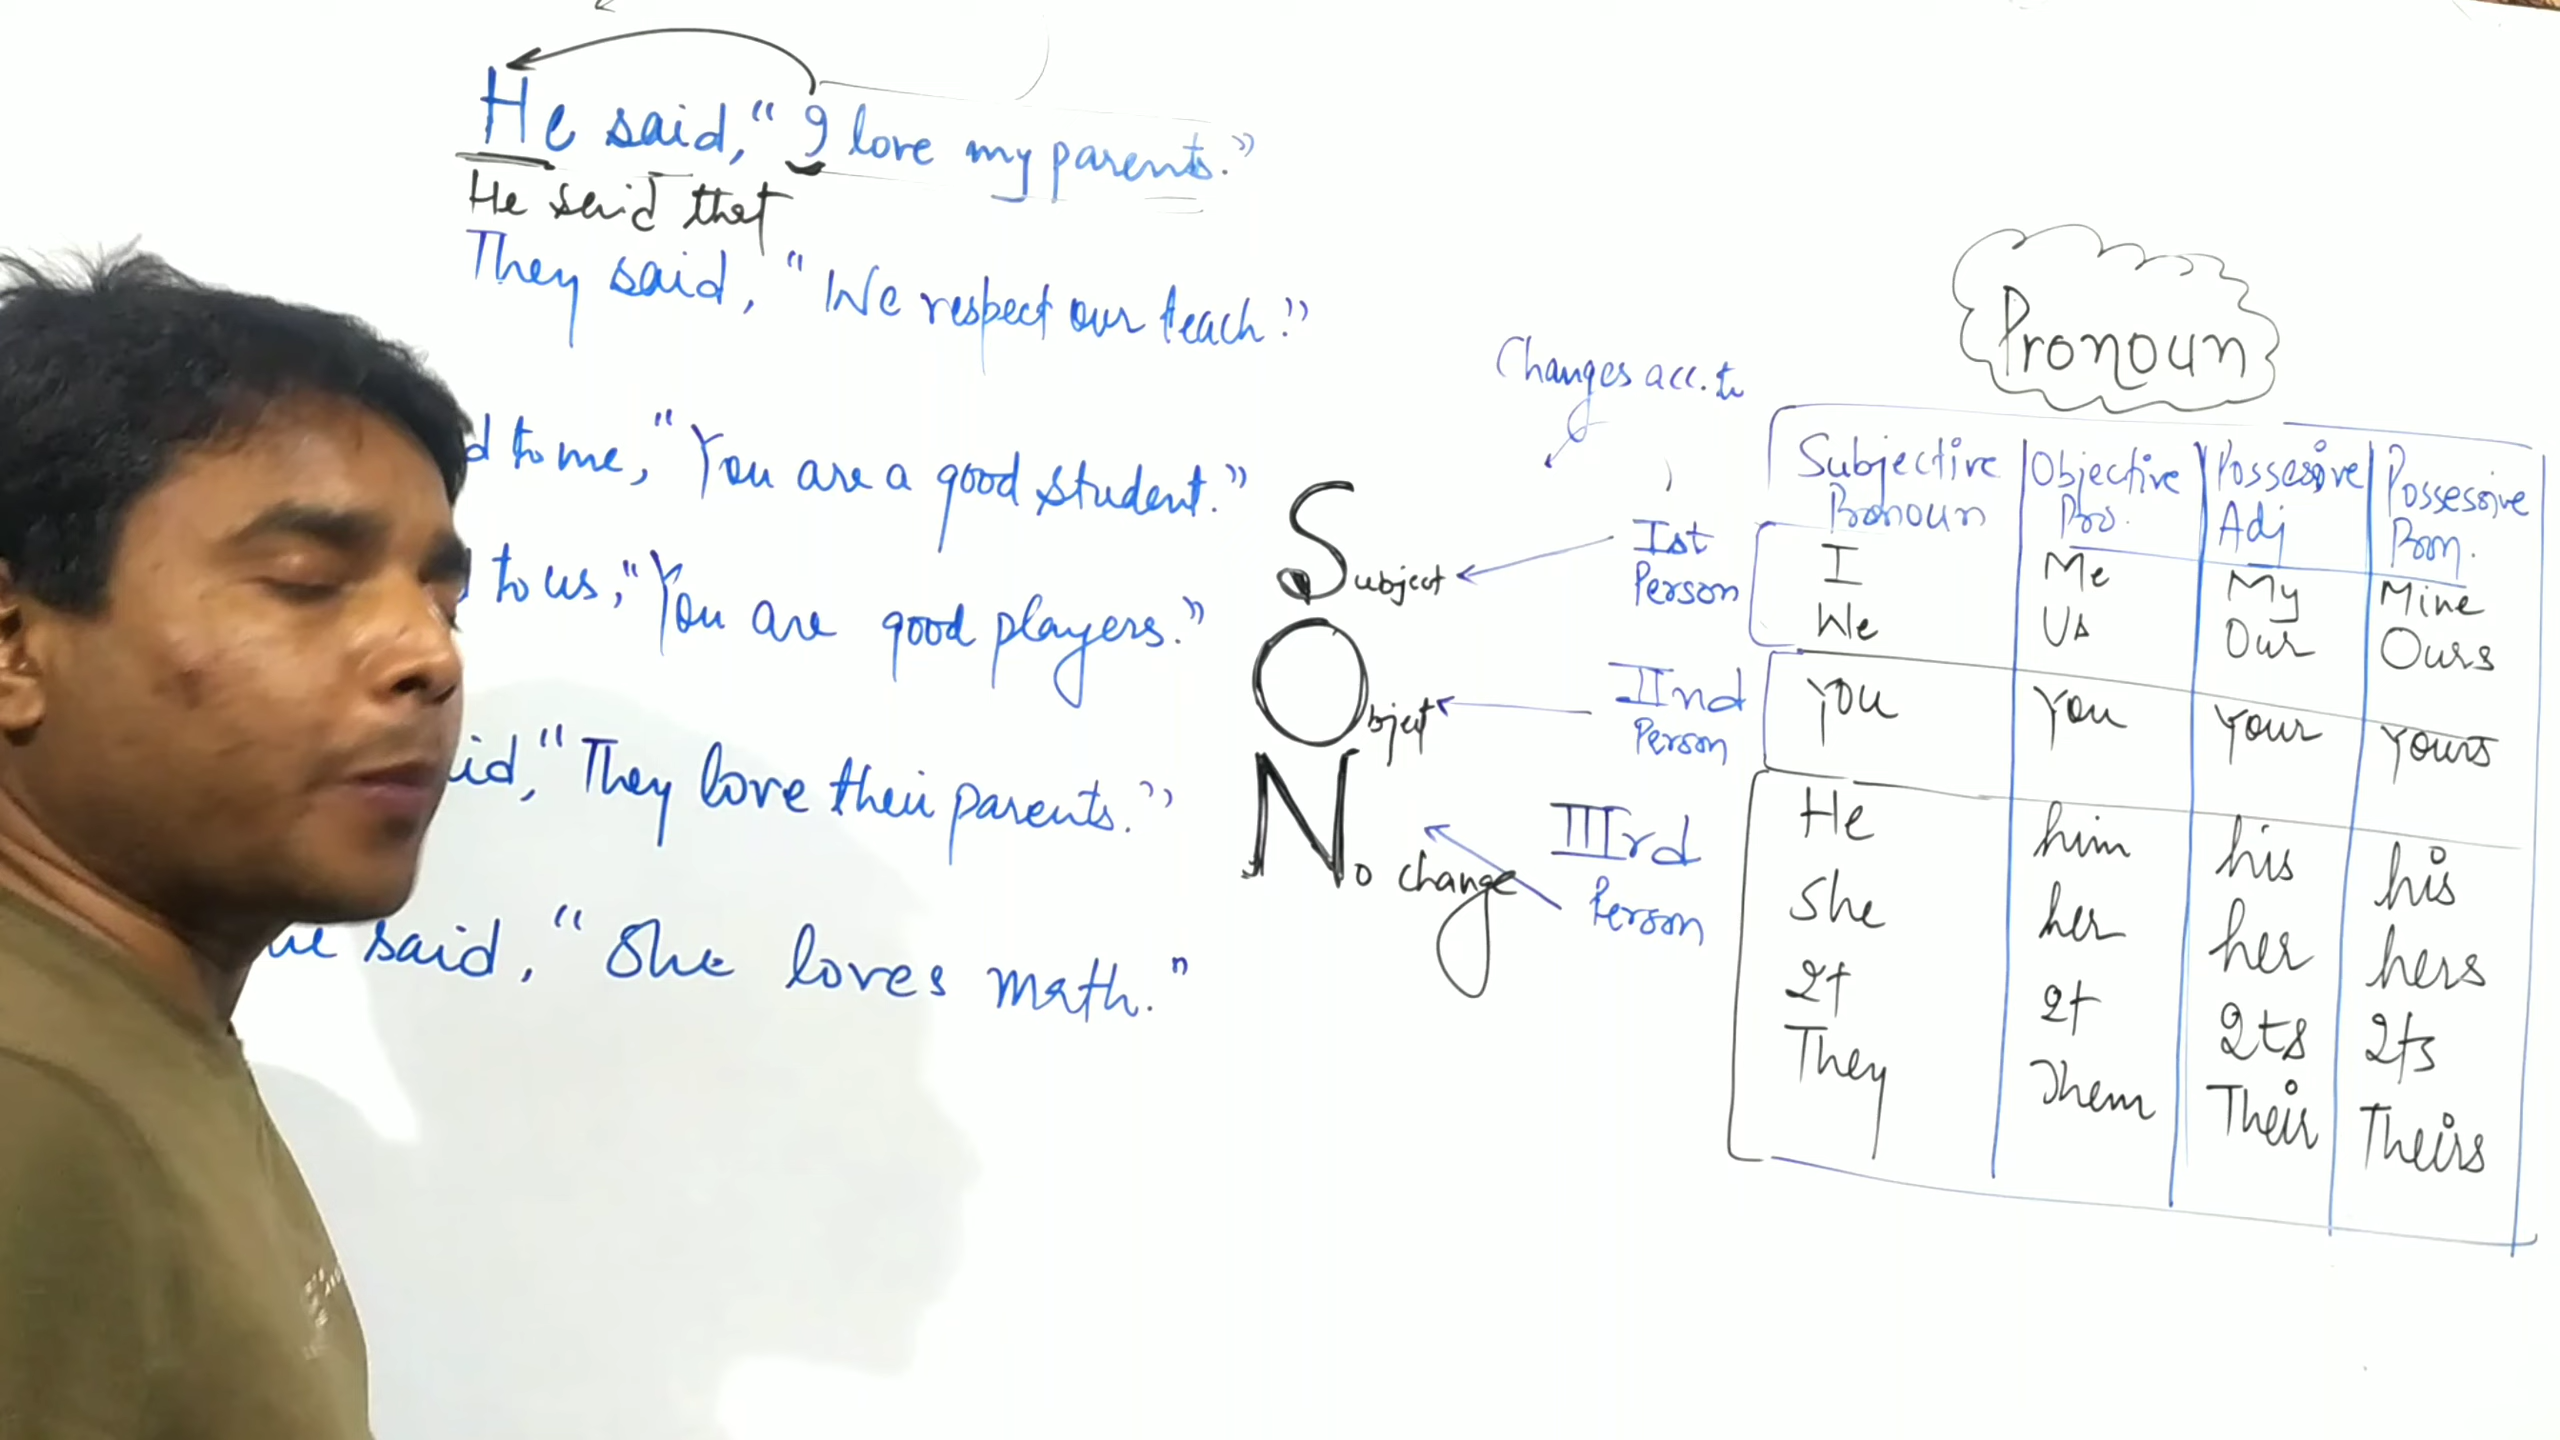 He said, "I love my parents."
He said that
They said, "We respect our teach."
d to me, "You are a good student."
to us, "You are good players."
id, "They love their parents."
he said, "She loves math."
Changes acc. to
Subject
Object
No change
Ist Person
IInd Person
IIIrd Person
Pronoun
Subjective Pronoun Objective Pro. Possessive Adj Possessive Pron.
I Me My Mine
We Us Our Ours
You You Your Yours
He him his his
She her her hers
It It Its Its
They Them Their Theirs